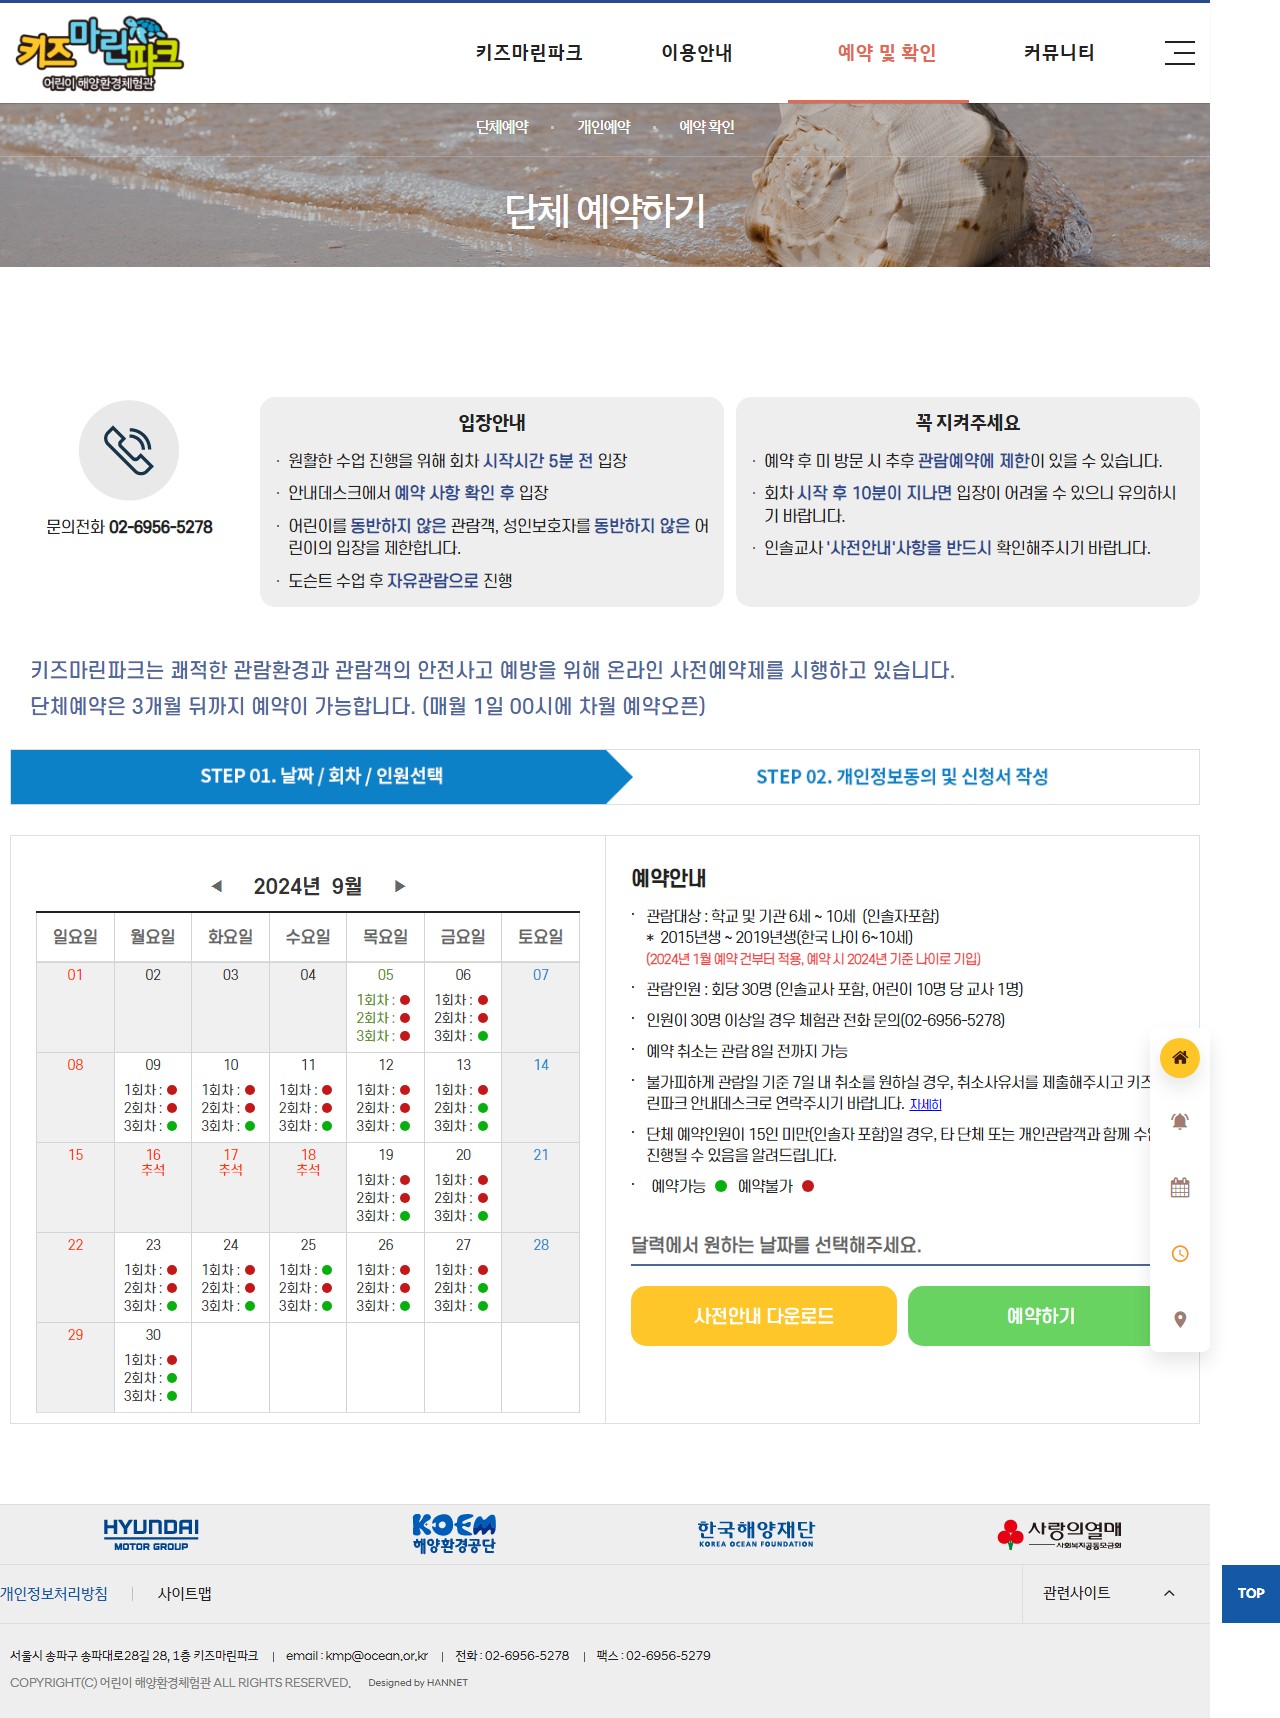 키즈마린파크
어린이 해양환경체험관
키즈마린파크 이용안내 예약 및 확인 커뮤니티
단체예약 개인예약 예약 확인
단체 예약하기
문의전화 02-6956-5278
입장안내
· 원활한 수업 진행을 위해 회차 시작시간 5분 전 입장
· 안내데스크에서 예약 사항 확인 후 입장
· 어린이를 동반하지 않은 관람객, 성인보호자를 동반하지 않은 어
린이의 입장을 제한합니다.
· 도슨트 수업 후 자유관람으로 진행
꼭 지켜주세요
· 예약 후 미 방문 시 추후 관람예약에 제한이 있을 수 있습니다.
· 회차 시작 후 10분이 지나면 입장이 어려울 수 있으니 유의하시
기 바랍니다.
· 인솔교사 '사전안내'사항을 반드시 확인해주시기 바랍니다.
키즈마린파크는 쾌적한 관람환경과 관람객의 안전사고 예방을 위해 온라인 사전예약제를 시행하고 있습니다.
단체예약은 3개월 뒤까지 예약이 가능합니다. (매월 1일 00시에 차월 예약오픈)
STEP 01. 날짜 / 회차 / 인원선택
STEP 02. 개인정보동의 및 신청서 작성
◀ 2024년 9월 ▶
일요일 월요일 화요일 수요일 목요일 금요일 토요일
01 02 03 04 05 06 07
1회차 : 1회차 :
2회차 : 2회차 :
3회차 : 3회차 :
08 09 10 11 12 13 14
1회차 : 1회차 : 1회차 : 1회차 : 1회차 :
2회차 : 2회차 : 2회차 : 2회차 : 2회차 :
3회차 : 3회차 : 3회차 : 3회차 : 3회차 :
15 16 17 18 19 20 21
추석 추석 추석
1회차 : 1회차 :
2회차 : 2회차 :
3회차 : 3회차 :
22 23 24 25 26 27 28
1회차 : 1회차 : 1회차 : 1회차 : 1회차 :
2회차 : 2회차 : 2회차 : 2회차 : 2회차 :
3회차 : 3회차 : 3회차 : 3회차 : 3회차 :
29 30
1회차 :
2회차 :
3회차 :
예약안내
· 관람대상 : 학교 및 기관 6세 ~ 10세 (인솔자포함)
* 2015년생 ~ 2019년생(한국 나이 6~10세)
(2024년 1월 예약 건부터 적용, 예약 시 2024년 기준 나이로 기입)
· 관람인원 : 회당 30명 (인솔교사 포함, 어린이 10명 당 교사 1명)
· 인원이 30명 이상일 경우 체험관 전화 문의(02-6956-5278)
· 예약 취소는 관람 8일 전까지 가능
· 불가피하게 관람일 기준 7일 내 취소를 원하실 경우, 취소사유서를 제출해주시고 키즈
린파크 안내데스크로 연락주시기 바랍니다. 자세히
· 단체 예약인원이 15인 미만(인솔자 포함)일 경우, 타 단체 또는 개인관람객과 함께
진행될 수 있음을 알려드립니다.
· 예약가능 예약불가
달력에서 원하는 날짜를 선택해주세요.
사전안내 다운로드
예약하기
HYUNDAI
MOTOR GROUP
KOEM
해양환경공단
한국해양재단
KOREA OCEAN FOUNDATION
사랑의열매
사회복지공동모금회
개인정보처리방침 사이트맵
관련사이트
TOP
서울시 송파구 송파대로28길 28, 1층 키즈마린파크 | email : kmp@ocean.or.kr | 전화 : 02-6956-5278 | 팩스 : 02-6956-5279
COPYRIGHT(C) 어린이 해양환경체험관 ALL RIGHTS RESERVED. Designed by HANNET